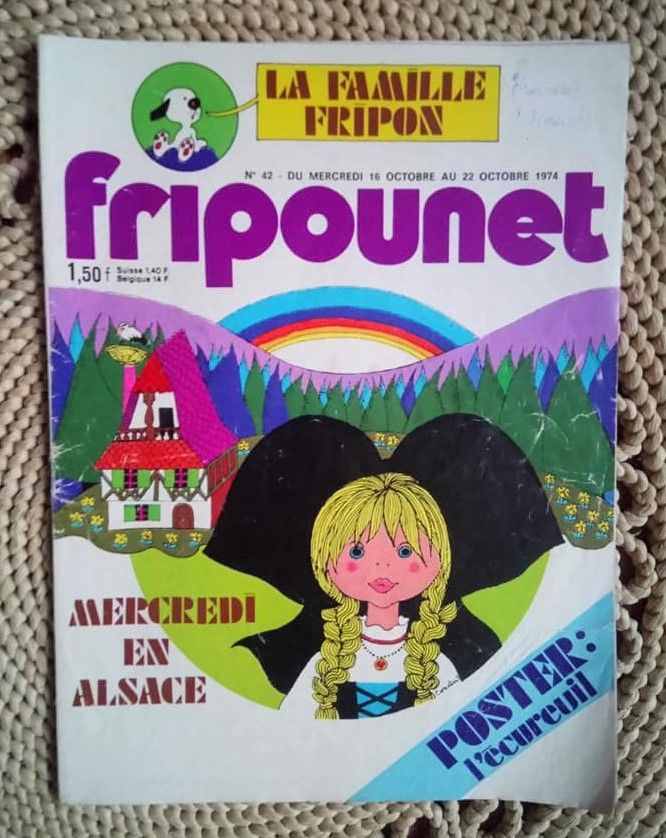 LA FAMILLE
FRIPON
N° 42 - DU MERCREDI 16 OCTOBRE AU 22 OCTOBRE 1974
fripounet
1,50 f
Suisse 1,40 F.
Belgique 14 F
MERCREDI
EN
ALSACE
POSTER:
l'écureuil